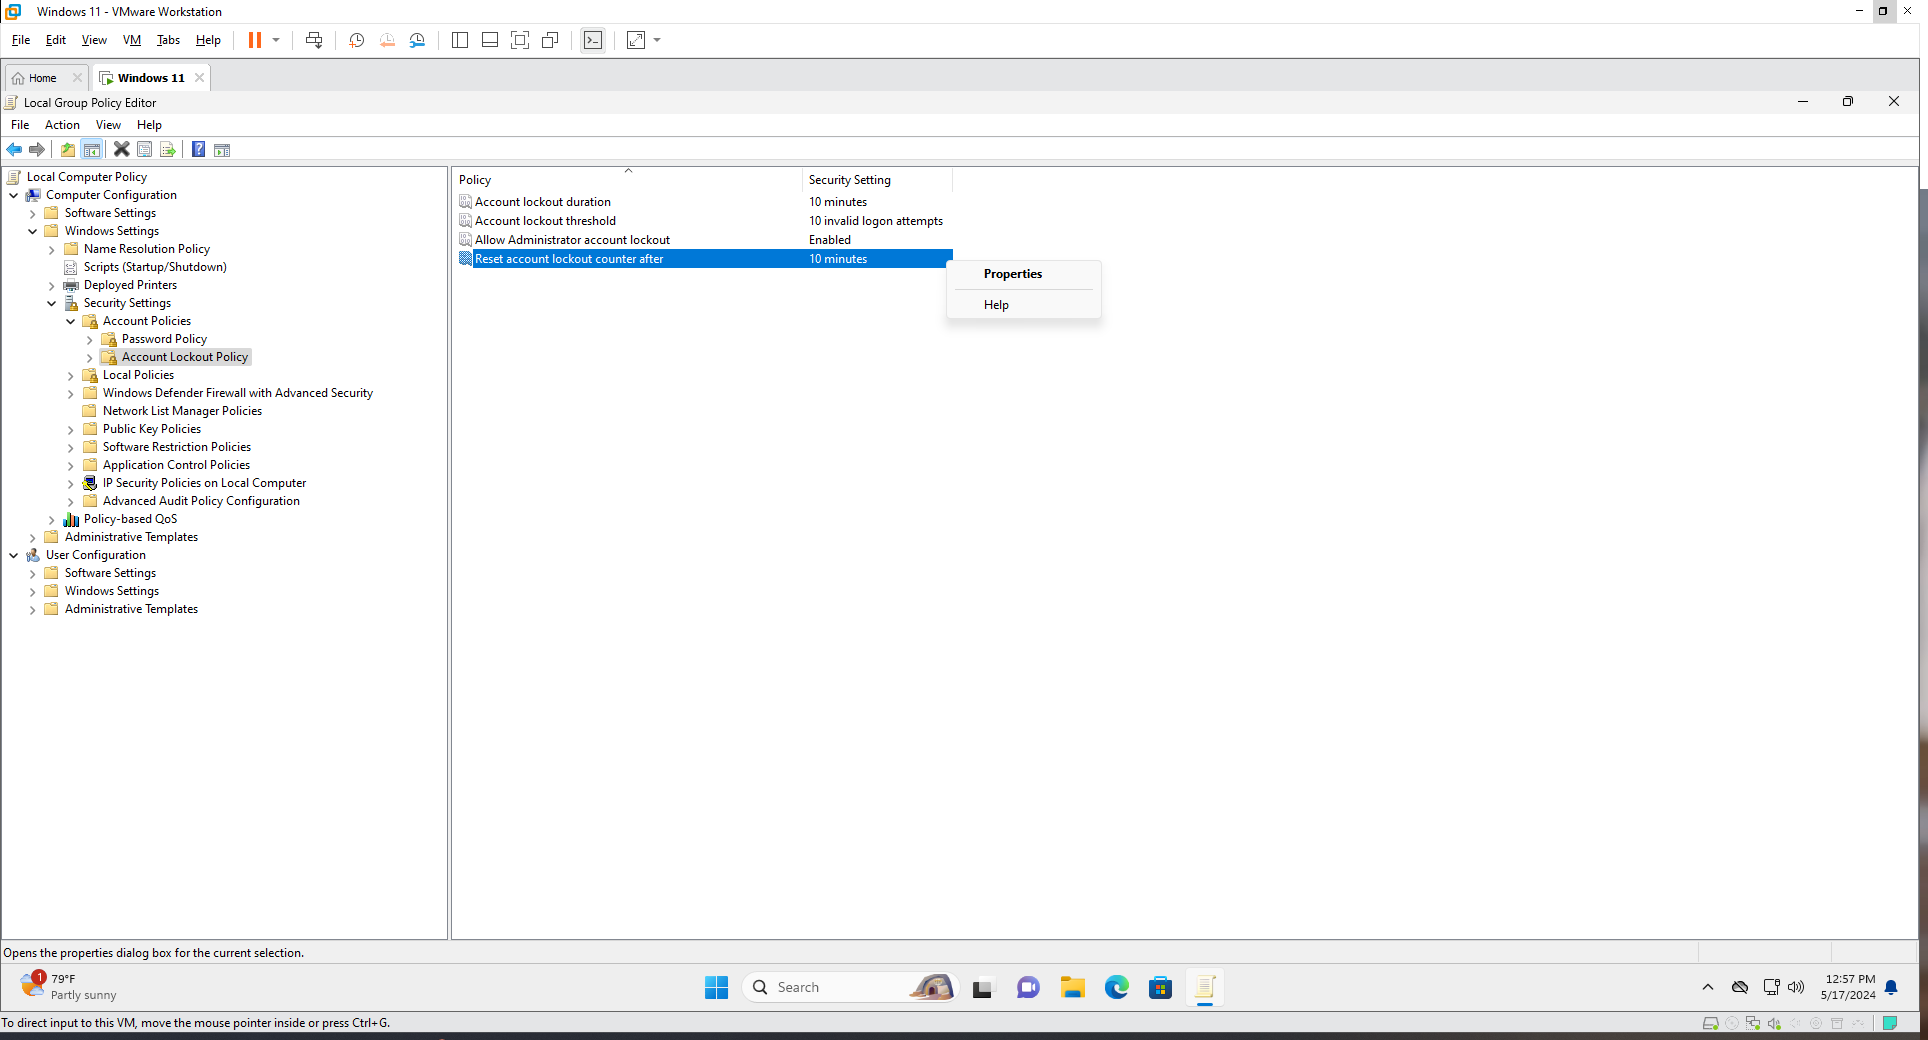 Windows 11 - VMware Workstation
File Edit View VM Tabs Help
Home Windows 11
Local Group Policy Editor
File Action View Help
Local Computer Policy
Computer Configuration
Software Settings
Windows Settings
Name Resolution Policy
Scripts (Startup/Shutdown)
Deployed Printers
Security Settings
Account Policies
Password Policy
Account Lockout Policy
Local Policies
Windows Defender Firewall with Advanced Security
Network List Manager Policies
Public Key Policies
Software Restriction Policies
Application Control Policies
IP Security Policies on Local Computer
Advanced Audit Policy Configuration
Policy-based QoS
Administrative Templates
User Configuration
Software Settings
Windows Settings
Administrative Templates
Policy Security Setting
Account lockout duration 10 minutes
Account lockout threshold 10 invalid logon attempts
Allow Administrator account lockout Enabled
Reset account lockout counter after 10 minutes
Properties
Help
Opens the properties dialog box for the current selection.
1
79°F
Partly sunny
Search
12:57 PM
5/17/2024
To direct input to this VM, move the mouse pointer inside or press Ctrl+G.